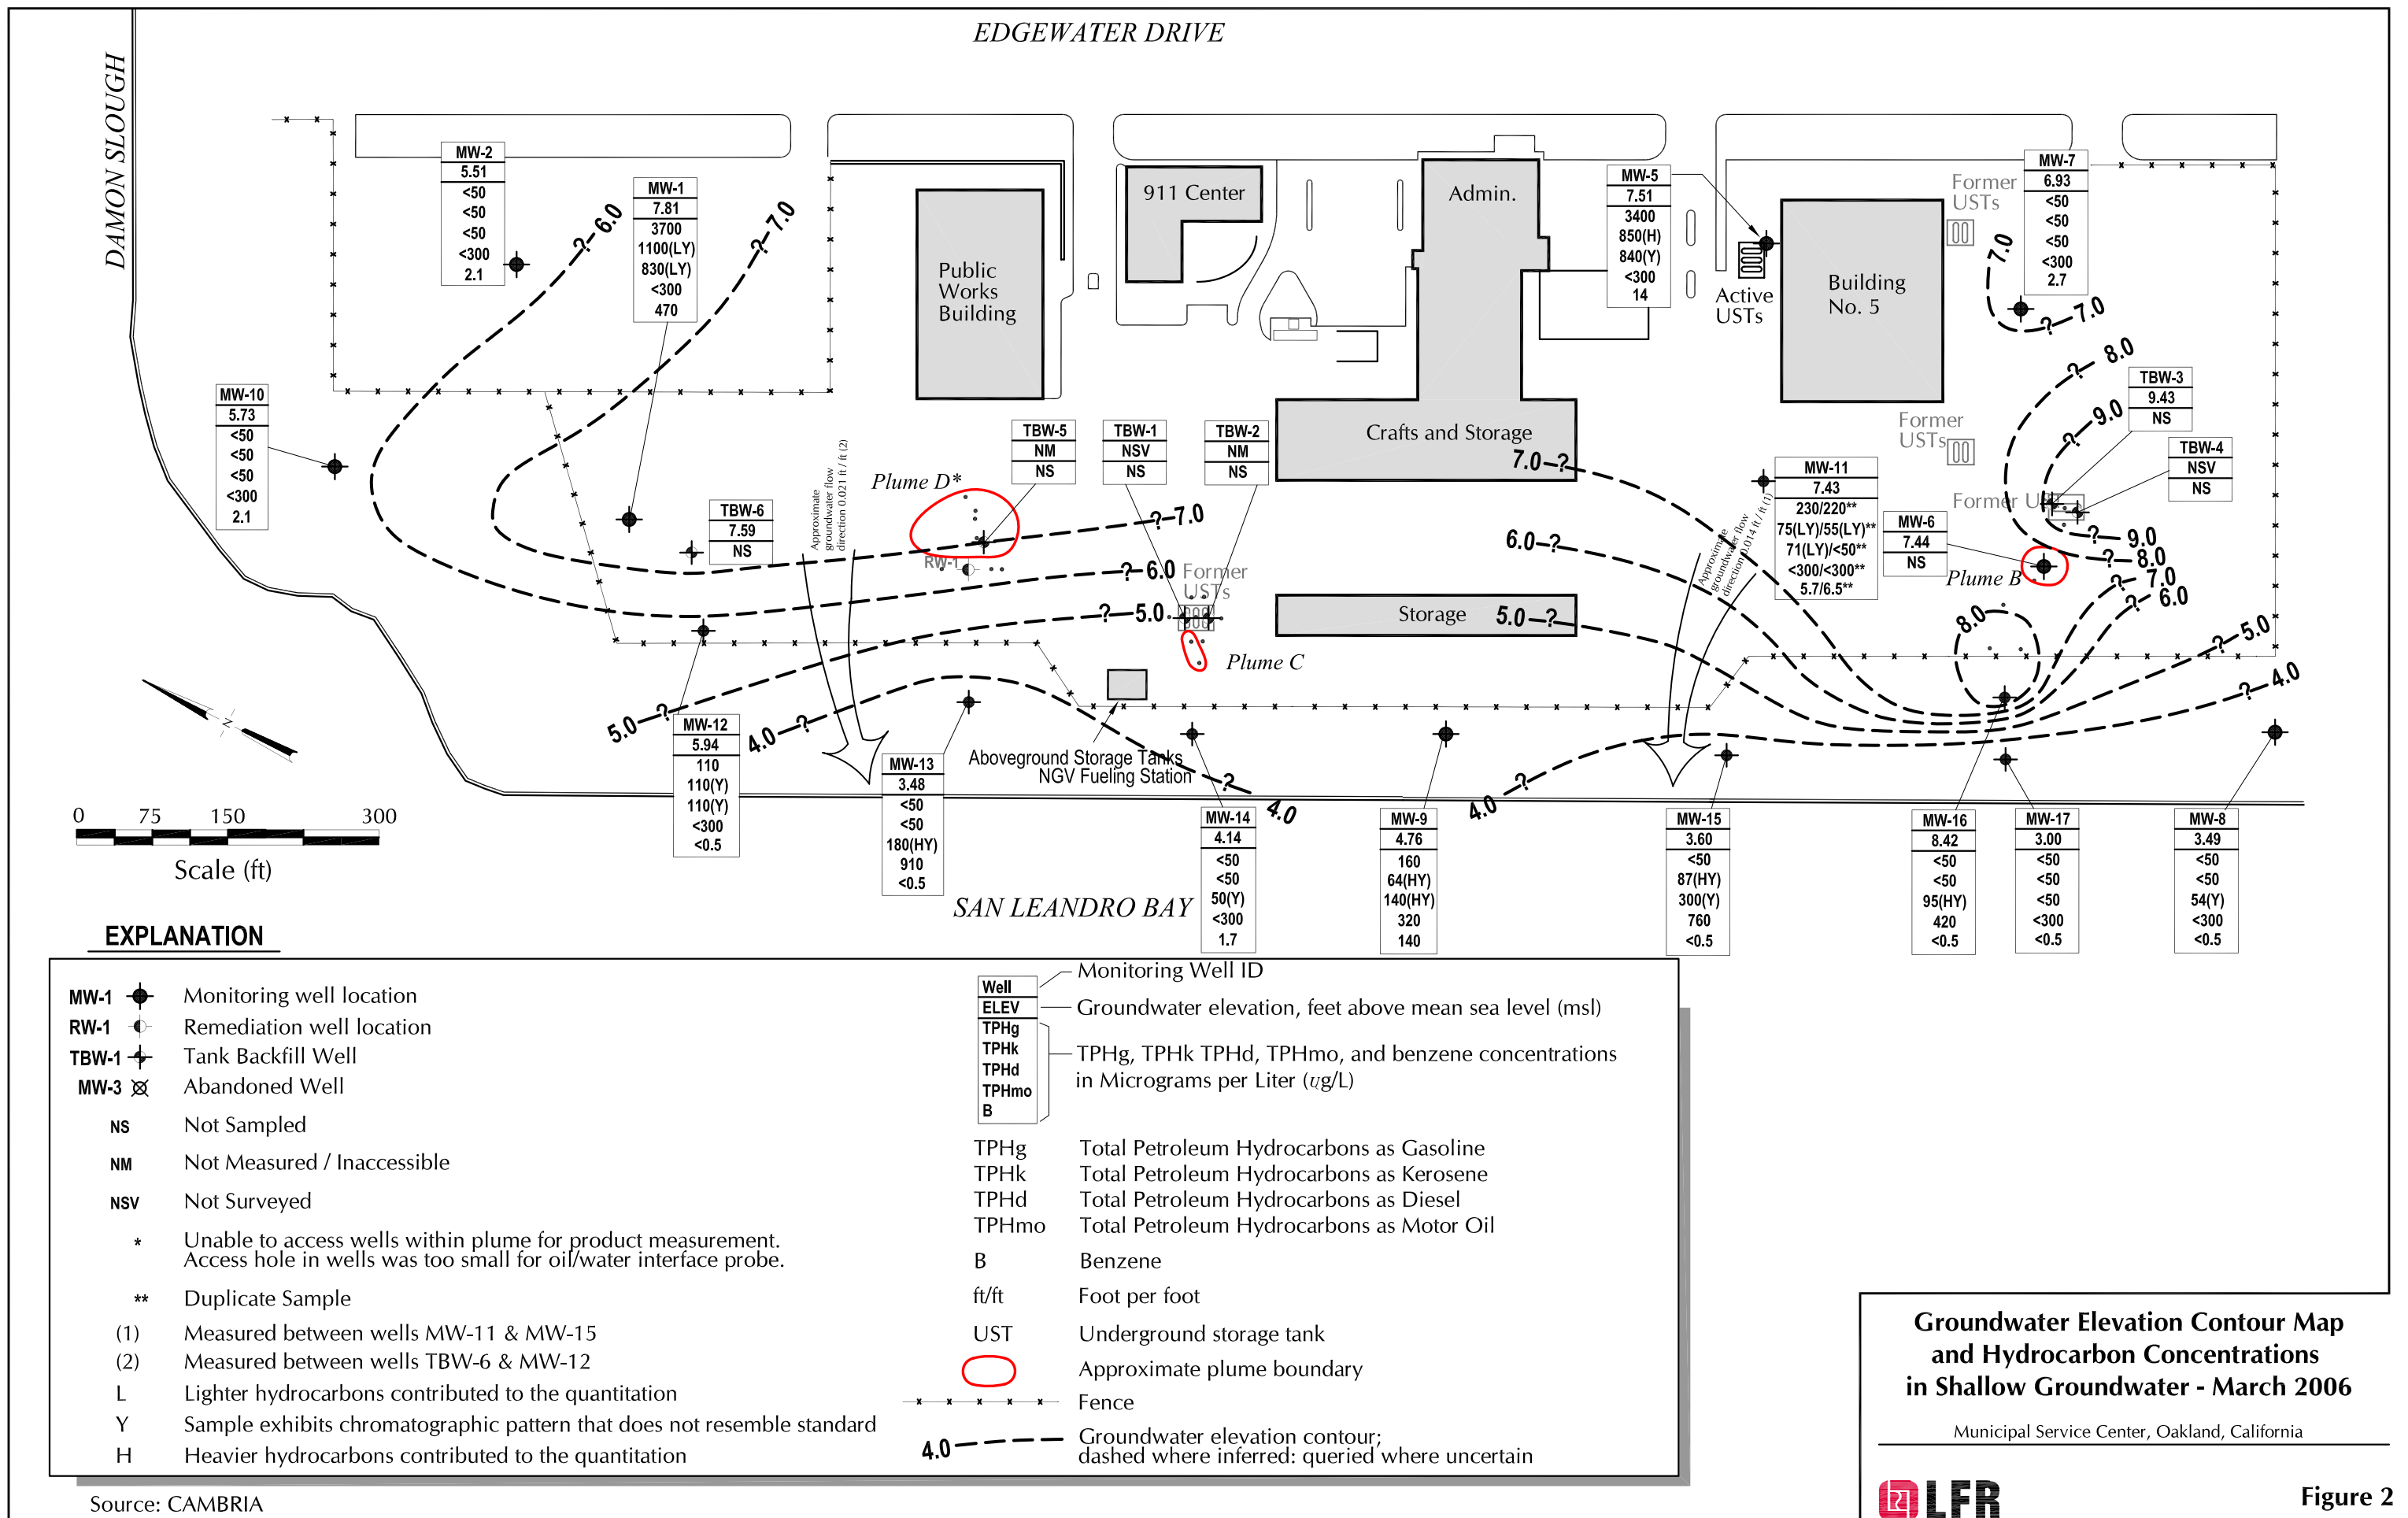 EDGEWATER DRIVE
DAMON SLOUGH
MW-2
5.51
<50
<50
<50
<300
2.1
MW-1
7.81
3700
1100(LY)
830(LY)
<300
470
? 6.0
? 7.0
Public
Works
Building
911 Center
Admin.
MW-5
7.51
3400
850(H)
840(Y)
<300
14
Active
USTs
Building
No. 5
Former
USTs
MW-7
6.93
<50
<50
<50
<300
2.7
7.0
?-7.0
?- 8.0
?-9.0
TBW-3
9.43
NS
TBW-4
NSV
NS
MW-10
5.73
<50
<50
<50
<300
2.1
TBW-6
7.59
NS
Approximate
groundwater flow
direction 0.021 ft / ft (2)
Plume D*
TBW-5
NM
NS
TBW-1
NSV
NS
TBW-2
NM
NS
RW-1
?-7.0
?-6.0
5.0 ?-5.0
Former
USTs
Plume C
Crafts and Storage
7.0-?
6.0-?
Storage
5.0-?
Former
USTs
MW-11
7.43
230/220**
75(LY)/55(LY)**
71(LY)/<50**
<300/<300**
5.7/6.5**
Approximate
groundwater flow
direction 0.014 ft / ft (1)
MW-6
7.44
NS
Former U
Plume B
?-9.0
?-8.0
?-7.0
?-6.0
8.0
?-5.0
?-4.0
5.0-?
4.0-?
MW-12
5.94
110
110(Y)
110(Y)
<300
<0.5
MW-13
3.48
<50
<50
180(HY)
910
<0.5
Aboveground Storage Tanks
NGV Fueling Station
?
4.0
MW-14
4.14
<50
<50
50(Y)
<300
1.7
MW-9
4.76
160
64(HY)
140(HY)
320
140
4.0 ?
MW-15
3.60
<50
87(HY)
300(Y)
760
<0.5
MW-16
8.42
<50
<50
95(HY)
420
<0.5
MW-17
3.00
<50
<50
<50
<300
<0.5
MW-8
3.49
<50
<50
54(Y)
<300
<0.5
N
0 75 150 300
Scale (ft)
SAN LEANDRO BAY
EXPLANATION
MW-1 Monitoring well location
RW-1 Remediation well location
TBW-1 Tank Backfill Well
MW-3 Abandoned Well
NS Not Sampled
NM Not Measured / Inaccessible
NSV Not Surveyed
* Unable to access wells within plume for product measurement.
Access hole in wells was too small for oil/water interface probe.
** Duplicate Sample
(1) Measured between wells MW-11 & MW-15
(2) Measured between wells TBW-6 & MW-12
L Lighter hydrocarbons contributed to the quantitation
Y Sample exhibits chromatographic pattern that does not resemble standard
H Heavier hydrocarbons contributed to the quantitation
Well
ELEV
TPHg
TPHk
TPHd
TPHmo
B
Monitoring Well ID
Groundwater elevation, feet above mean sea level (msl)
TPHg, TPHk TPHd, TPHmo, and benzene concentrations
in Micrograms per Liter (ug/L)
TPHg Total Petroleum Hydrocarbons as Gasoline
TPHk Total Petroleum Hydrocarbons as Kerosene
TPHd Total Petroleum Hydrocarbons as Diesel
TPHmo Total Petroleum Hydrocarbons as Motor Oil
B Benzene
ft/ft Foot per foot
UST Underground storage tank
Approximate plume boundary
Fence
4.0 Groundwater elevation contour;
dashed where inferred: queried where uncertain
Source: CAMBRIA
Groundwater Elevation Contour Map
and Hydrocarbon Concentrations
in Shallow Groundwater - March 2006
Municipal Service Center, Oakland, California
LFR
Figure 2